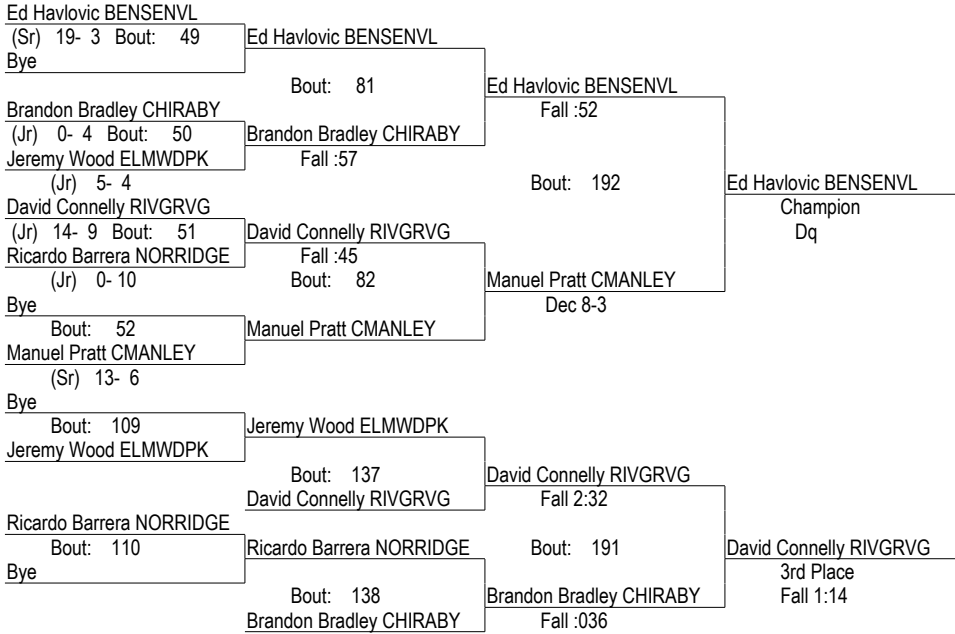 Ed Havlovic BENSENVL
(Sr) 19- 3 Bout: 49
Ed Havlovic BENSENVL
Bye
Bout: 81
Ed Havlovic BENSENVL
Brandon Bradley CHIRABY
Fall :52
(Jr) 0- 4 Bout: 50
Brandon Bradley CHIRABY
Jeremy Wood ELMWDPK
Fall :57
(Jr) 5- 4
Bout: 192
Ed Havlovic BENSENVL
David Connelly RIVGRVG
Champion
(Jr) 14- 9 Bout: 51
David Connelly RIVGRVG
Dq
Ricardo Barrera NORRIDGE
Fall :45
(Jr) 0- 10
Bout: 82
Manuel Pratt CMANLEY
Bye
Dec 8-3
Bout: 52
Manuel Pratt CMANLEY
Manuel Pratt CMANLEY
(Sr) 13- 6
Bye
Bout: 109
Jeremy Wood ELMWDPK
Jeremy Wood ELMWDPK
Bout: 137
David Connelly RIVGRVG
David Connelly RIVGRVG
Fall 2:32
Ricardo Barrera NORRIDGE
Bout: 110
Ricardo Barrera NORRIDGE
Bout: 191
David Connelly RIVGRVG
Bye
3rd Place
Bout: 138
Brandon Bradley CHIRABY
Fall 1:14
Brandon Bradley CHIRABY
Fall :036